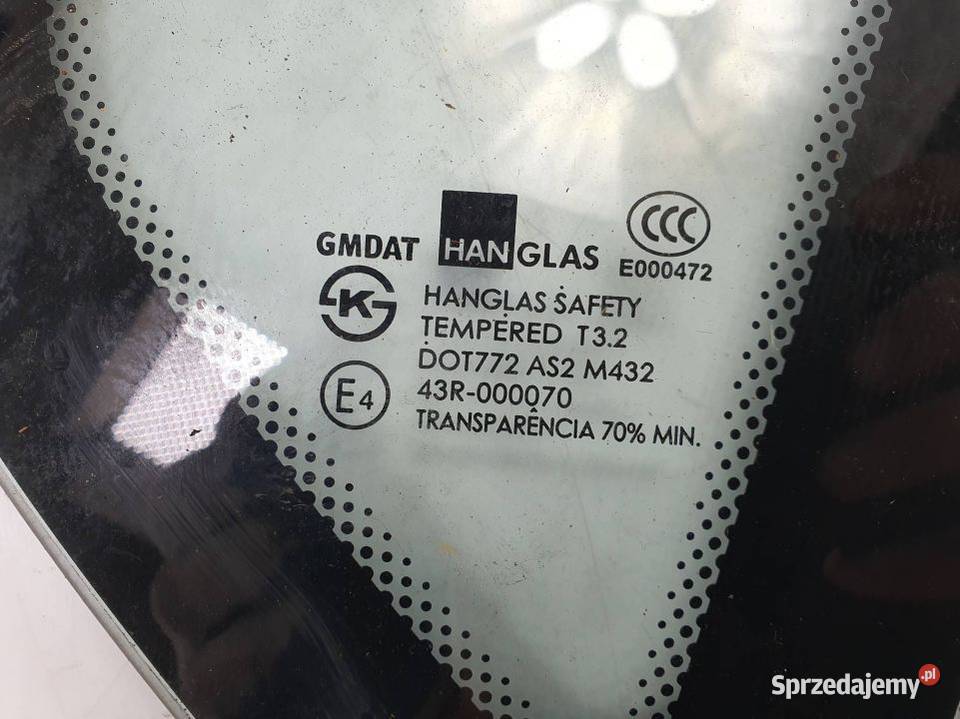 GMDAT HANGLAS CCC
E000472
K
HANGLAS SAFETY
TEMPERED T3.2
DOT772 AS2 M432
E4
43R-000070
TRANSPARÊNCIA 70% MIN.
Sprzedajemy.pl